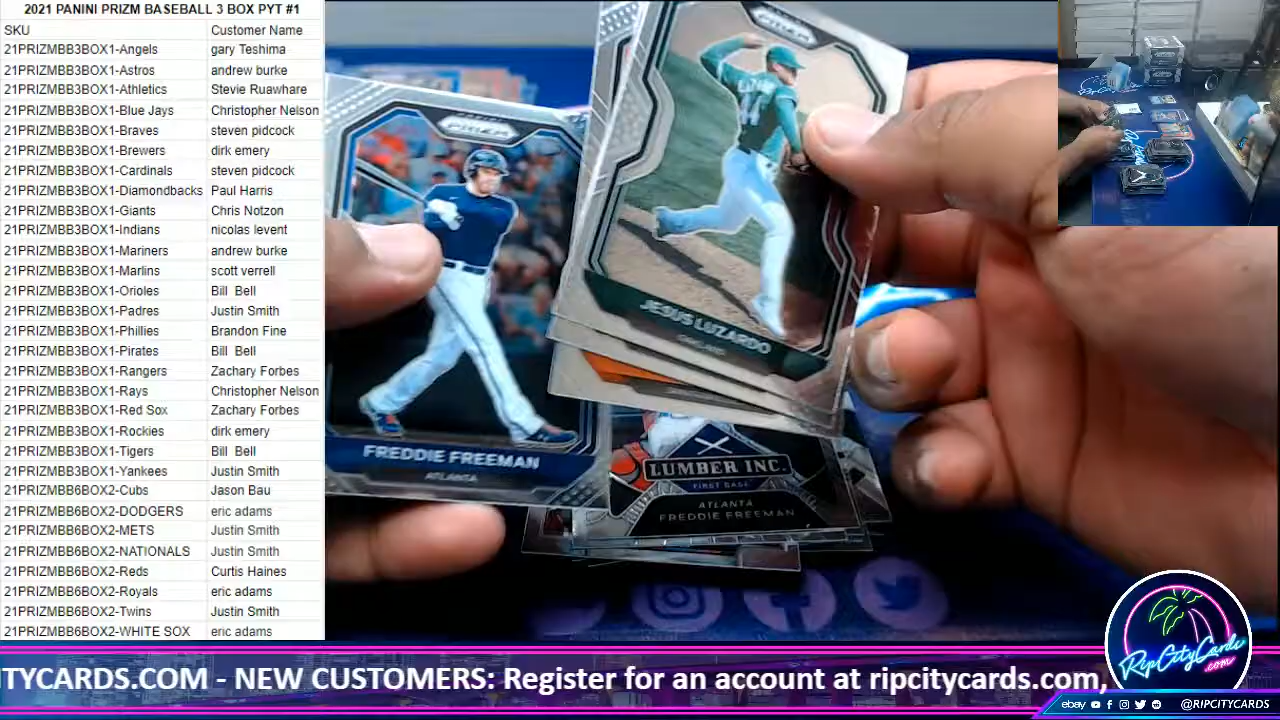 2021 PANINI PRIZM BASEBALL 3 BOX PYT #1
SKU Customer Name
21PRIZMBB3BOX1-Angels gary Teshima
21PRIZMBB3BOX1-Astros andrew burke
21PRIZMBB3BOX1-Athletics Stevie Ruawhare
21PRIZMBB3BOX1-Blue Jays Christopher Nelson
21PRIZMBB3BOX1-Braves steven pidcock
21PRIZMBB3BOX1-Brewers dirk emery
21PRIZMBB3BOX1-Cardinals steven pidcock
21PRIZMBB3BOX1-Diamondbacks Paul Harris
21PRIZMBB3BOX1-Giants Chris Notzon
21PRIZMBB3BOX1-Indians nicolas levent
21PRIZMBB3BOX1-Mariners andrew burke
21PRIZMBB3BOX1-Marlins scott verrell
21PRIZMBB3BOX1-Orioles Bill Bell
21PRIZMBB3BOX1-Padres Justin Smith
21PRIZMBB3BOX1-Phillies Brandon Fine
21PRIZMBB3BOX1-Pirates Bill Bell
21PRIZMBB3BOX1-Rangers Zachary Forbes
21PRIZMBB3BOX1-Rays Christopher Nelson
21PRIZMBB3BOX1-Red Sox Zachary Forbes
21PRIZMBB3BOX1-Rockies dirk emery
21PRIZMBB3BOX1-Tigers Bill Bell
21PRIZMBB3BOX1-Yankees Justin Smith
21PRIZMBB6BOX2-Cubs Jason Bau
21PRIZMBB6BOX2-DODGERS eric adams
21PRIZMBB6BOX2-METS Justin Smith
21PRIZMBB6BOX2-NATIONALS Justin Smith
21PRIZMBB6BOX2-Reds Curtis Haines
21PRIZMBB6BOX2-Royals eric adams
21PRIZMBB6BOX2-Twins Justin Smith
21PRIZMBB6BOX2-WHITE SOX eric adams
PRIZM
44
JESUS LUZARDO
OAKLAND
PRIZM
FREDDIE FREEMAN
ATLANTA
LUMBER INC.
FIRST BASE
ATLANTA
FREDDIE FREEMAN
RipCityCards
.com
TYCARDS.COM - NEW CUSTOMERS: Register for an account at ripcitycards.com,
ebay @RIPCITYCARDS